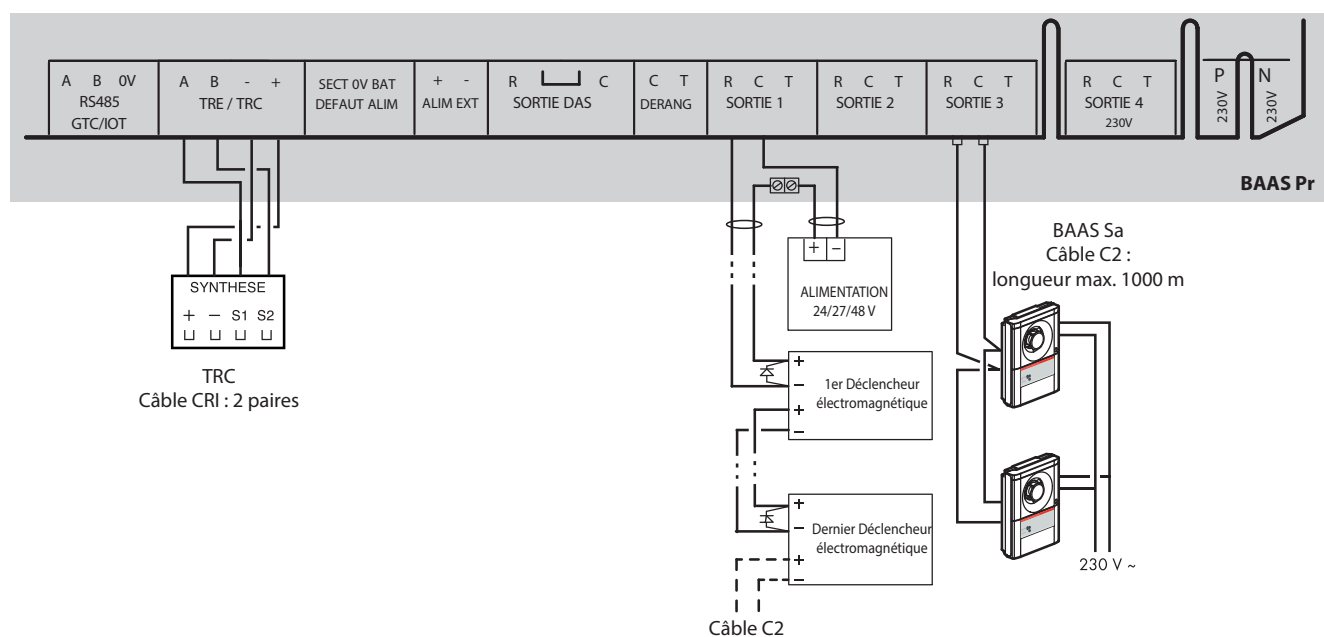 A B 0V
RS485
GTC/IOT
A B - +
TRE / TRC
SECT 0V BAT
DEFAUT ALIM
+ -
ALIM EXT
R C
SORTIE DAS
C T
DERANG
R C T
SORTIE 1
R C T
SORTIE 2
R C T
SORTIE 3
R C T
SORTIE 4
230V
P
230V
N
230V
BAAS Pr
SYNTHESE
+ – S1 S2
TRC
Câble CRI : 2 paires
+ –
ALIMENTATION
24/27/48 V
BAAS Sa
Câble C2 :
longueur max. 1000 m
+
–
+
–
1er Déclencheur
électromagnétique
+
–
+
–
Dernier Déclencheur
électromagnétique
Câble C2
230 V ~